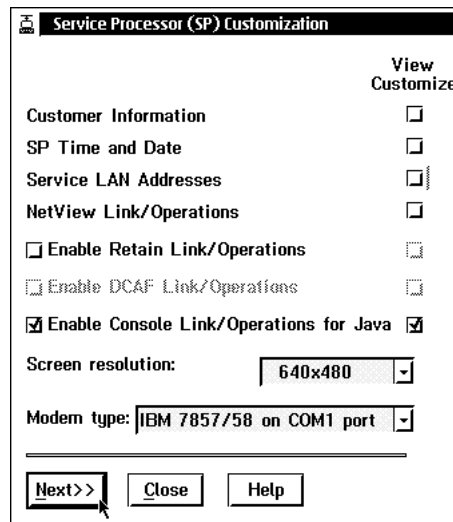 Service Processor (SP) Customization
View
Customize
Customer Information
SP Time and Date
Service LAN Addresses
NetView Link/Operations
Enable Retain Link/Operations
Enable DCAF Link/Operations
Enable Console Link/Operations for Java
Screen resolution: 640x480
Modem type: IBM 7857/58 on COM1 port
Next>> Close Help